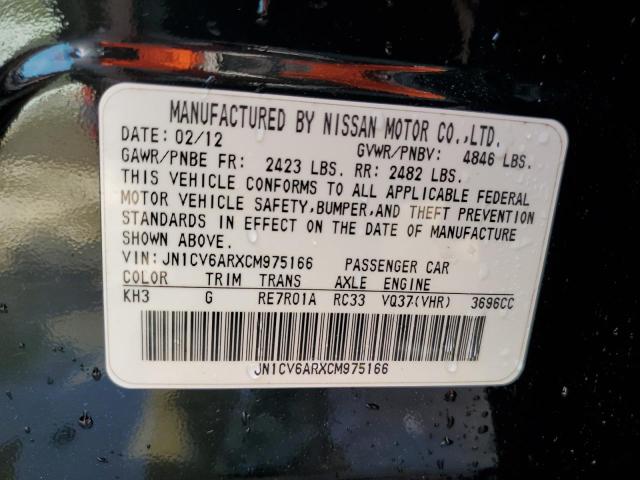 MANUFACTURED BY NISSAN MOTOR CO.,LTD.
DATE: 02/12 GVWR/PNBV: 4846 LBS.
GAWR/PNBE FR: 2423 LBS. RR: 2482 LBS.
THIS VEHICLE CONFORMS TO ALL APPLICABLE FEDERAL
MOTOR VEHICLE SAFETY,BUMPER,AND THEFT PREVENTION
STANDARDS IN EFFECT ON THE DATE OF MANUFACTURE
SHOWN ABOVE.
VIN: JN1CV6ARXCM975166 PASSENGER CAR
COLOR TRIM TRANS AXLE ENGINE
KH3 G RE7R01A RC33 VQ37(VHR) 3696CC
JN1CV6ARXCM975166